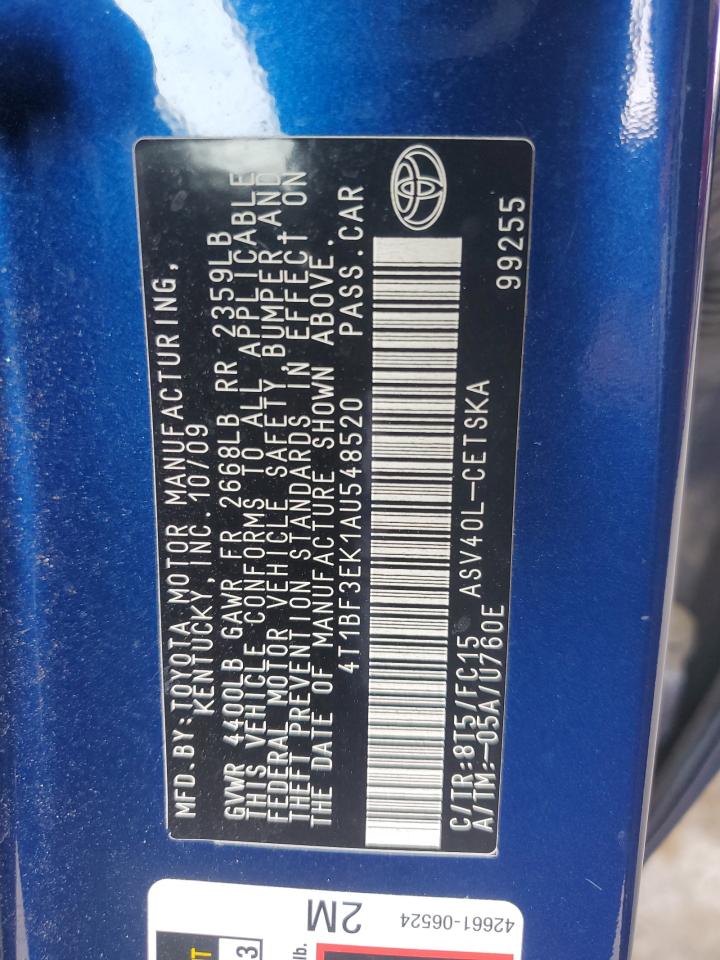 MFD.BY:TOYOTA MOTOR MANUFACTURING,
KENTUCKY,INC. 10/09
GVWR 4400LB GAWR FR 2668LB RR 2359LB
THIS VEHICLE CONFORMS TO ALL APPLICABLE
FEDERAL MOTOR VEHICLE SAFETY,BUMPER,AND
THEFT PREVENTION STANDARDS IN EFFECT ON
THE DATE OF MANUFACTURE SHOWN ABOVE.
4T1BF3EK1AU548520 PASS.CAR
C/TR:8T5/FC15 ASV40L-CETSKA
A/TM:-05A/U760E 99255
2M
42661-06524
3
lb.